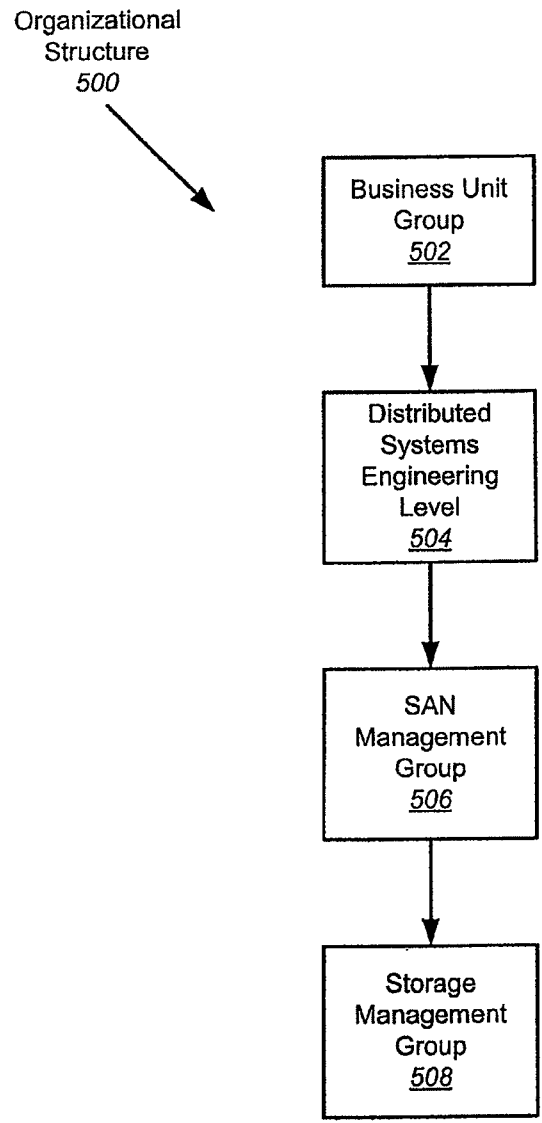 Organizational
Structure
500
Business Unit
Group
502
Distributed
Systems
Engineering
Level
504
SAN
Management
Group
506
Storage
Management
Group
508